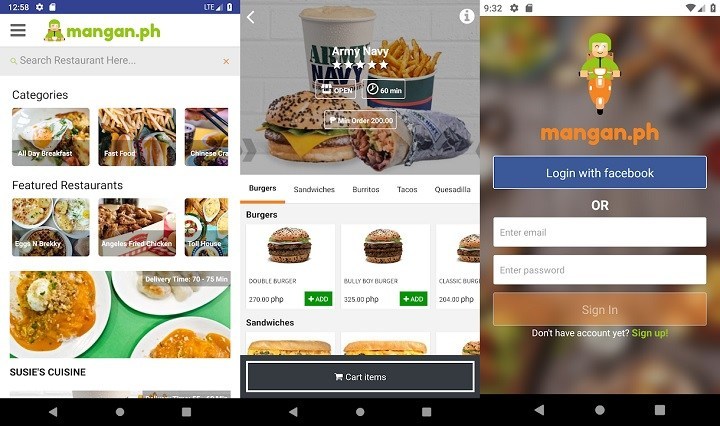 12:58
LTE
mangan.ph
Search Restaurant Here...
×
Categories
All Day Breakfast
Fast Food
Chinese Cra
Featured Restaurants
Eggs N Brekky
Angeles Fried Chicken
Toll House
Delivery Time: 70 - 75 Min
SUSIE'S CUISINE
ARMY
NAVY
Army Navy
★★★★★
OPEN
60 min
Min Order 200.00
Burgers Sandwiches Burritos Tacos Quesadilla
Burgers
DOUBLE BURGER
270.00 php
+ ADD
BULLY BOY BURGER
325.00 php
+ ADD
CLASSIC BURGER
204.00 php
Sandwiches
Cart items
9:32
mangan.ph
Login with facebook
OR
Enter email
Enter password
Sign In
Don't have account yet? Sign up!